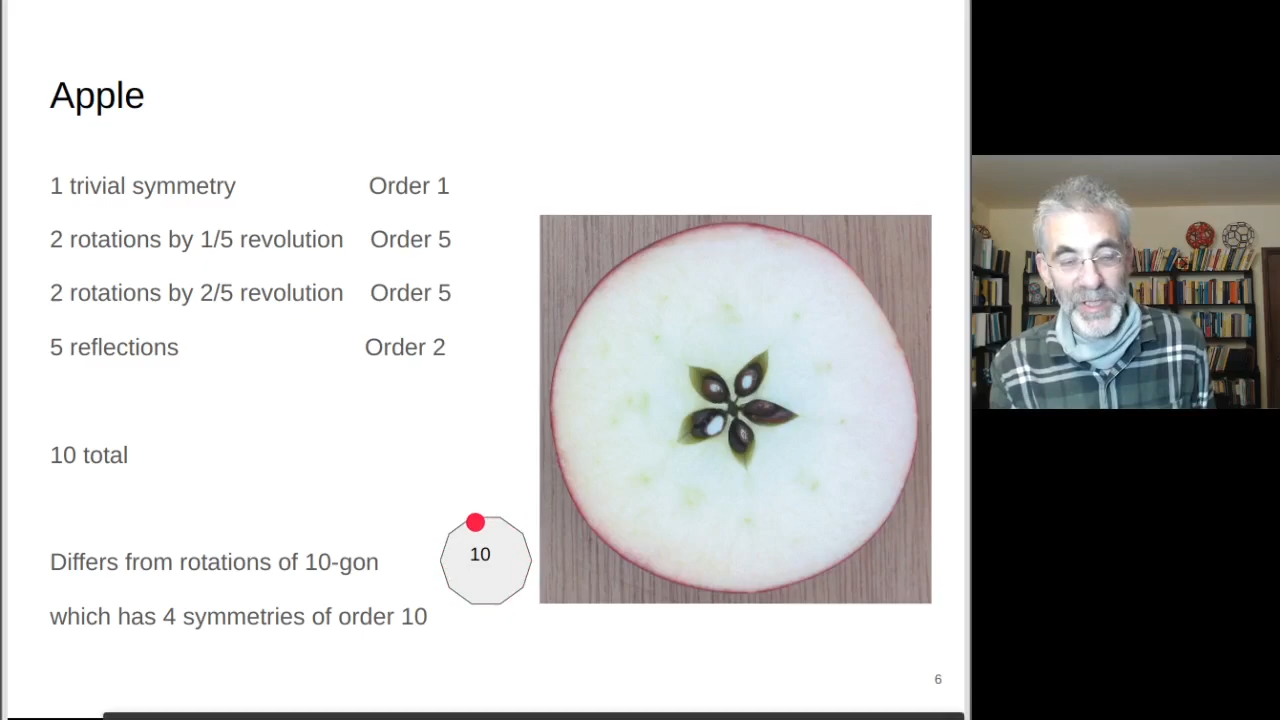 Apple
1 trivial symmetry Order 1
2 rotations by 1/5 revolution Order 5
2 rotations by 2/5 revolution Order 5
5 reflections Order 2
10 total
10
Differs from rotations of 10-gon
which has 4 symmetries of order 10
6